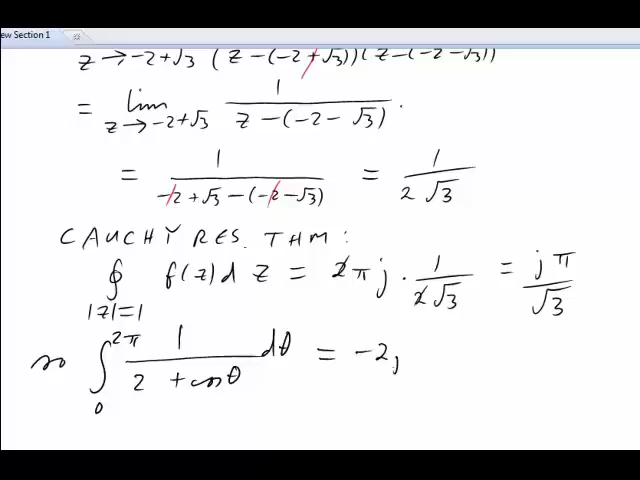 ew Section 1
z → -2+√3 (z-(-2+√3))(z-(-2-√3))
= lim z → -2+√3 1/(z-(-2-√3)).
= 1/(-2+√3-(-2-√3)) = 1/(2√3)
CAUCHY RES. THM:
∮ |z|=1 f(z)dz = 2πj · 1/(2√3) = jπ/√3
so ∫₀^2π 1/(2+cosθ) dθ = -2j